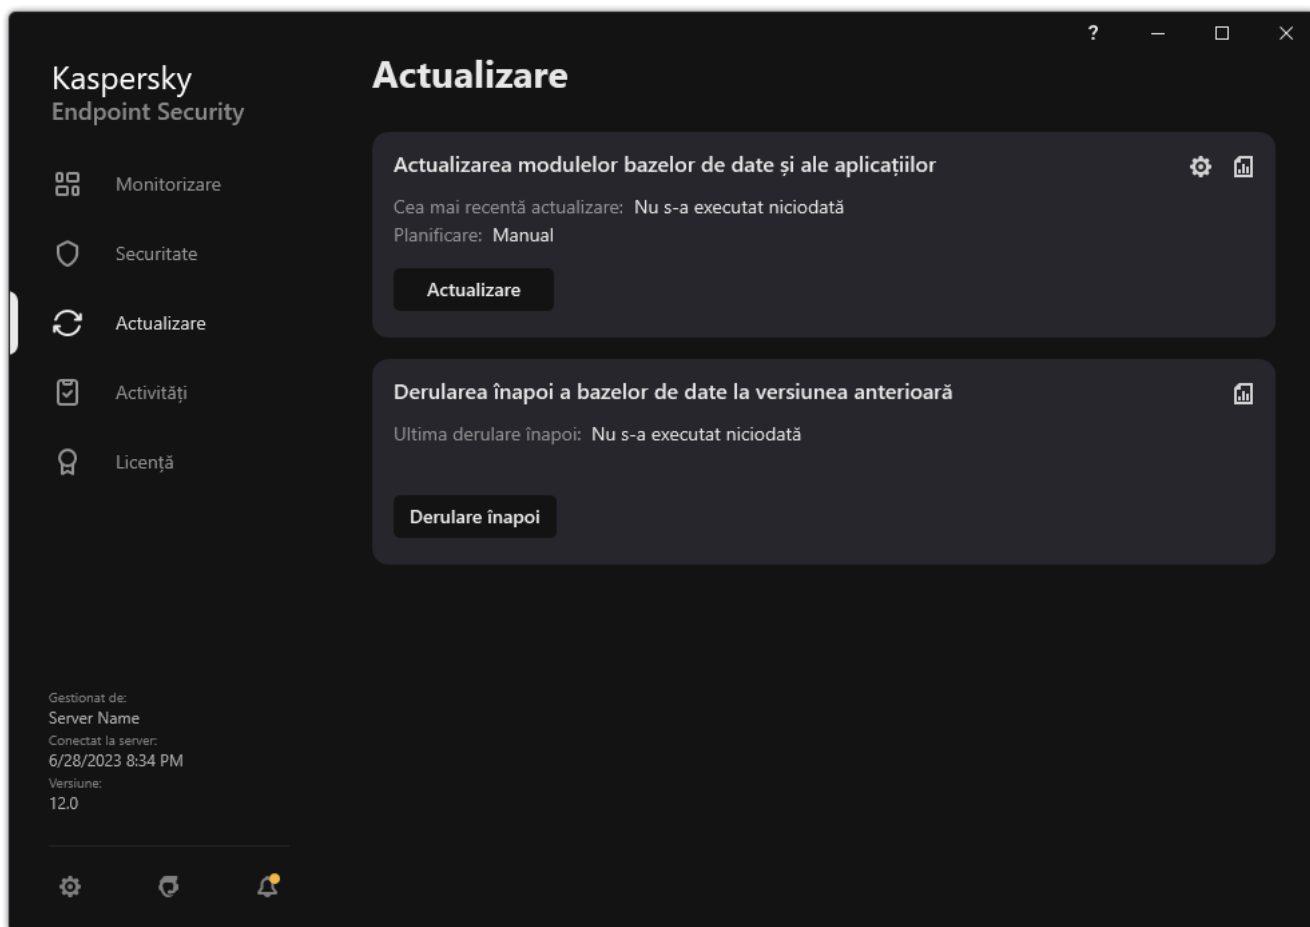 ?
Kaspersky
Endpoint Security
Monitorizare
Securitate
Actualizare
Activități
Licență
Gestionat de:
Server Name
Conectat la server:
6/28/2023 8:34 PM
Versiune:
12.0
Actualizare
Actualizarea modulelor bazelor de date și ale aplicațiilor
Cea mai recentă actualizare: Nu s-a executat niciodată
Planificare: Manual
Actualizare
Derularea înapoi a bazelor de date la versiunea anterioară
Ultima derulare înapoi: Nu s-a executat niciodată
Derulare înapoi